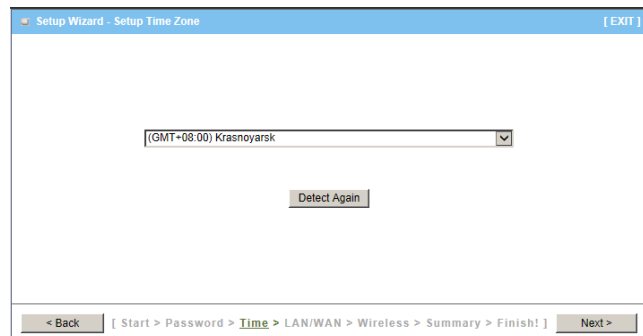 Setup Wizard - Setup Time Zone [ EXIT ]
(GMT+08:00) Krasnoyarsk
Detect Again
< Back [ Start > Password > Time > LAN/WAN > Wireless > Summary > Finish! ] Next >